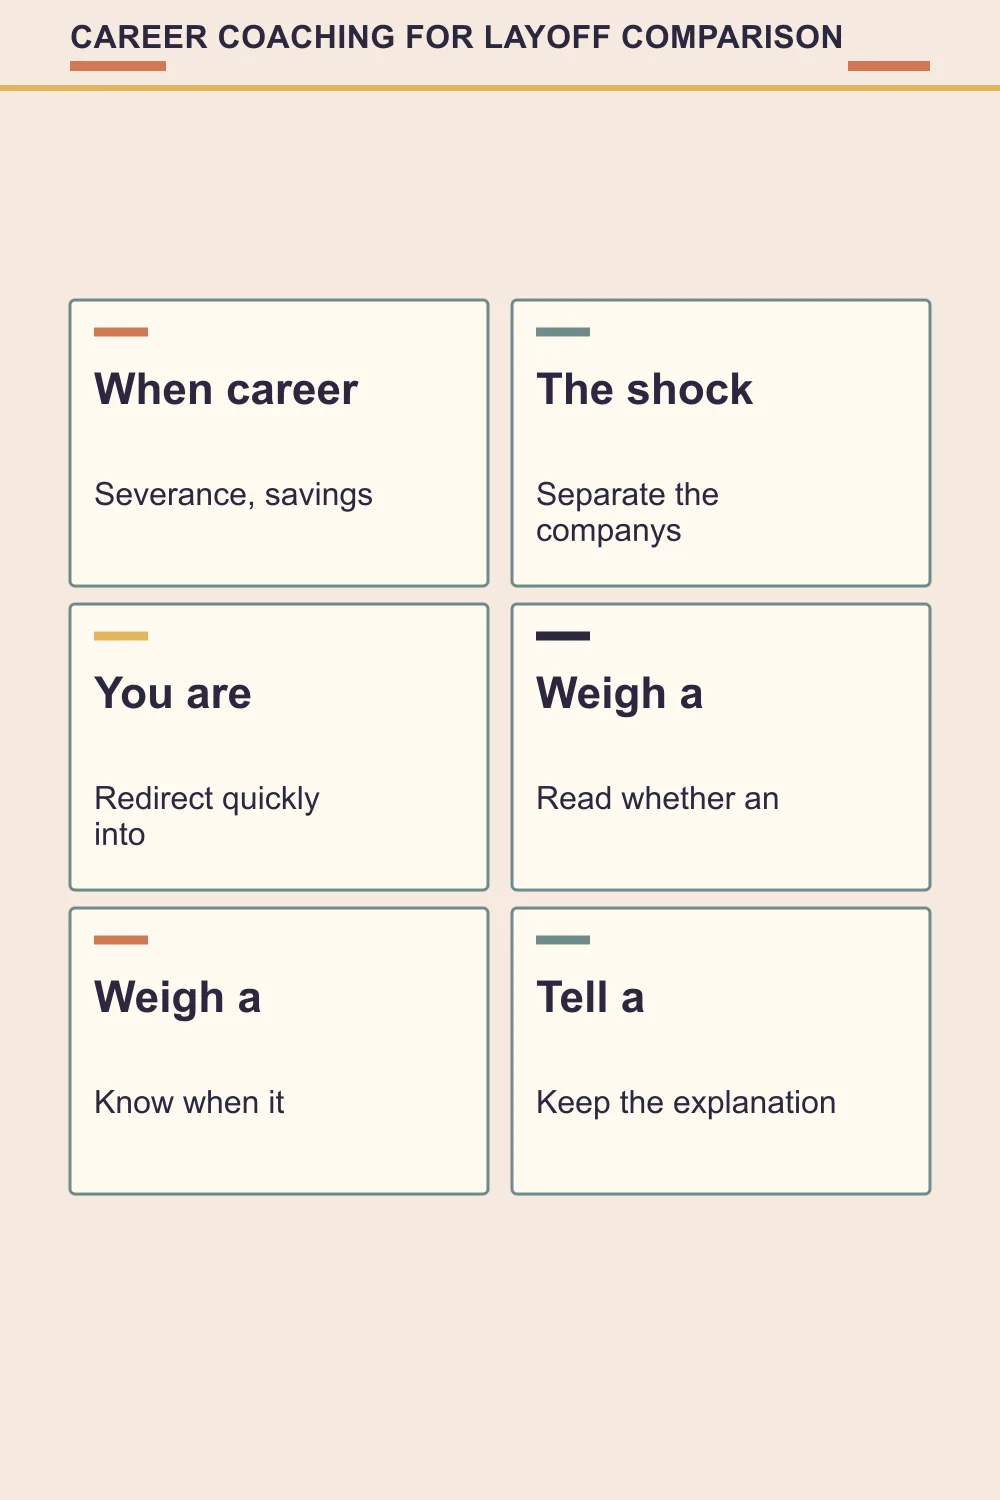 CAREER COACHING FOR LAYOFF COMPARISON
When career
Severance, savings
The shock
Separate the
companys
You are
Redirect quickly
into
Weigh a
Read whether an
Weigh a
Know when it
Tell a
Keep the explanation